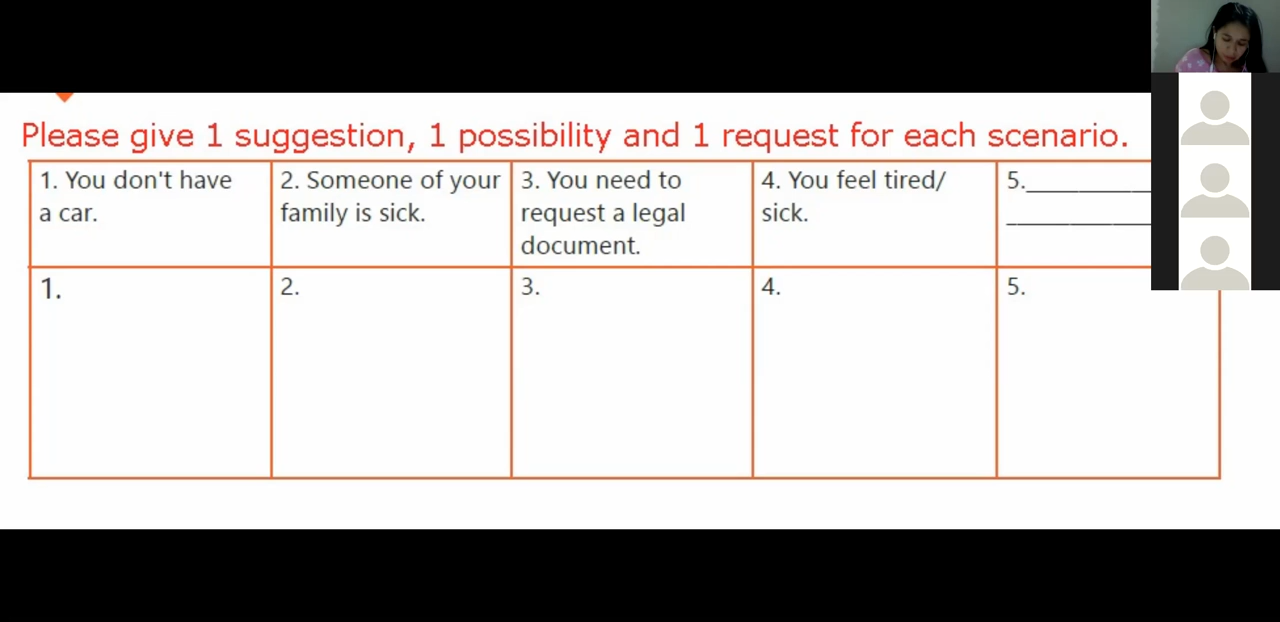 Please give 1 suggestion, 1 possibility and 1 request for each scenario.
1. You don't have
a car.
2. Someone of your
family is sick.
3. You need to
request a legal
document.
4. You feel tired/
sick.
5.__________
___________
1.
2.
3.
4.
5.